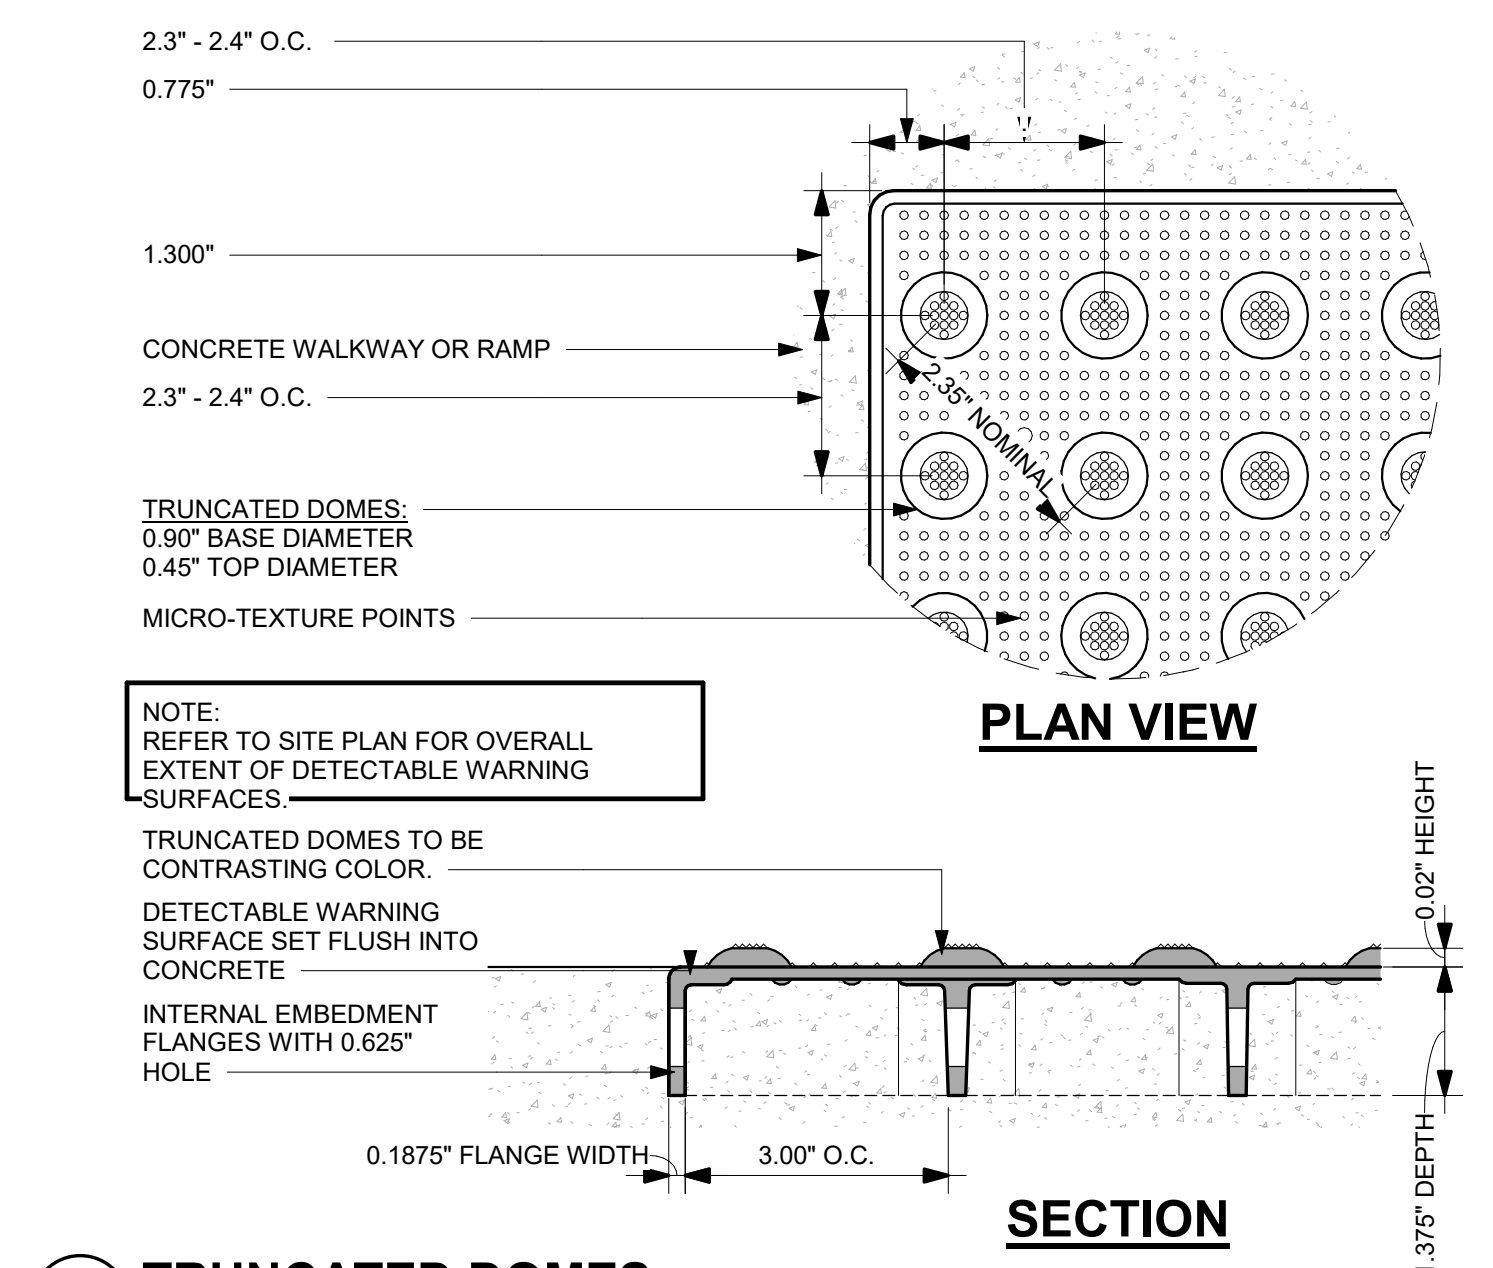 2.3" - 2.4" O.C.
0.775"
1.300"
CONCRETE WALKWAY OR RAMP
2.3" - 2.4" O.C.
2.35" NOMINAL
TRUNCATED DOMES:
0.90" BASE DIAMETER
0.45" TOP DIAMETER
MICRO-TEXTURE POINTS
PLAN VIEW
NOTE:
REFER TO SITE PLAN FOR OVERALL
EXTENT OF DETECTABLE WARNING
SURFACES.
TRUNCATED DOMES TO BE
CONTRASTING COLOR.
DETECTABLE WARNING
SURFACE SET FLUSH INTO
CONCRETE
INTERNAL EMBEDMENT
FLANGES WITH 0.625"
HOLE
0.02" HEIGHT
0.1875" FLANGE WIDTH
3.00" O.C.
1.375" DEPTH
SECTION
TRUNCATED DOMES